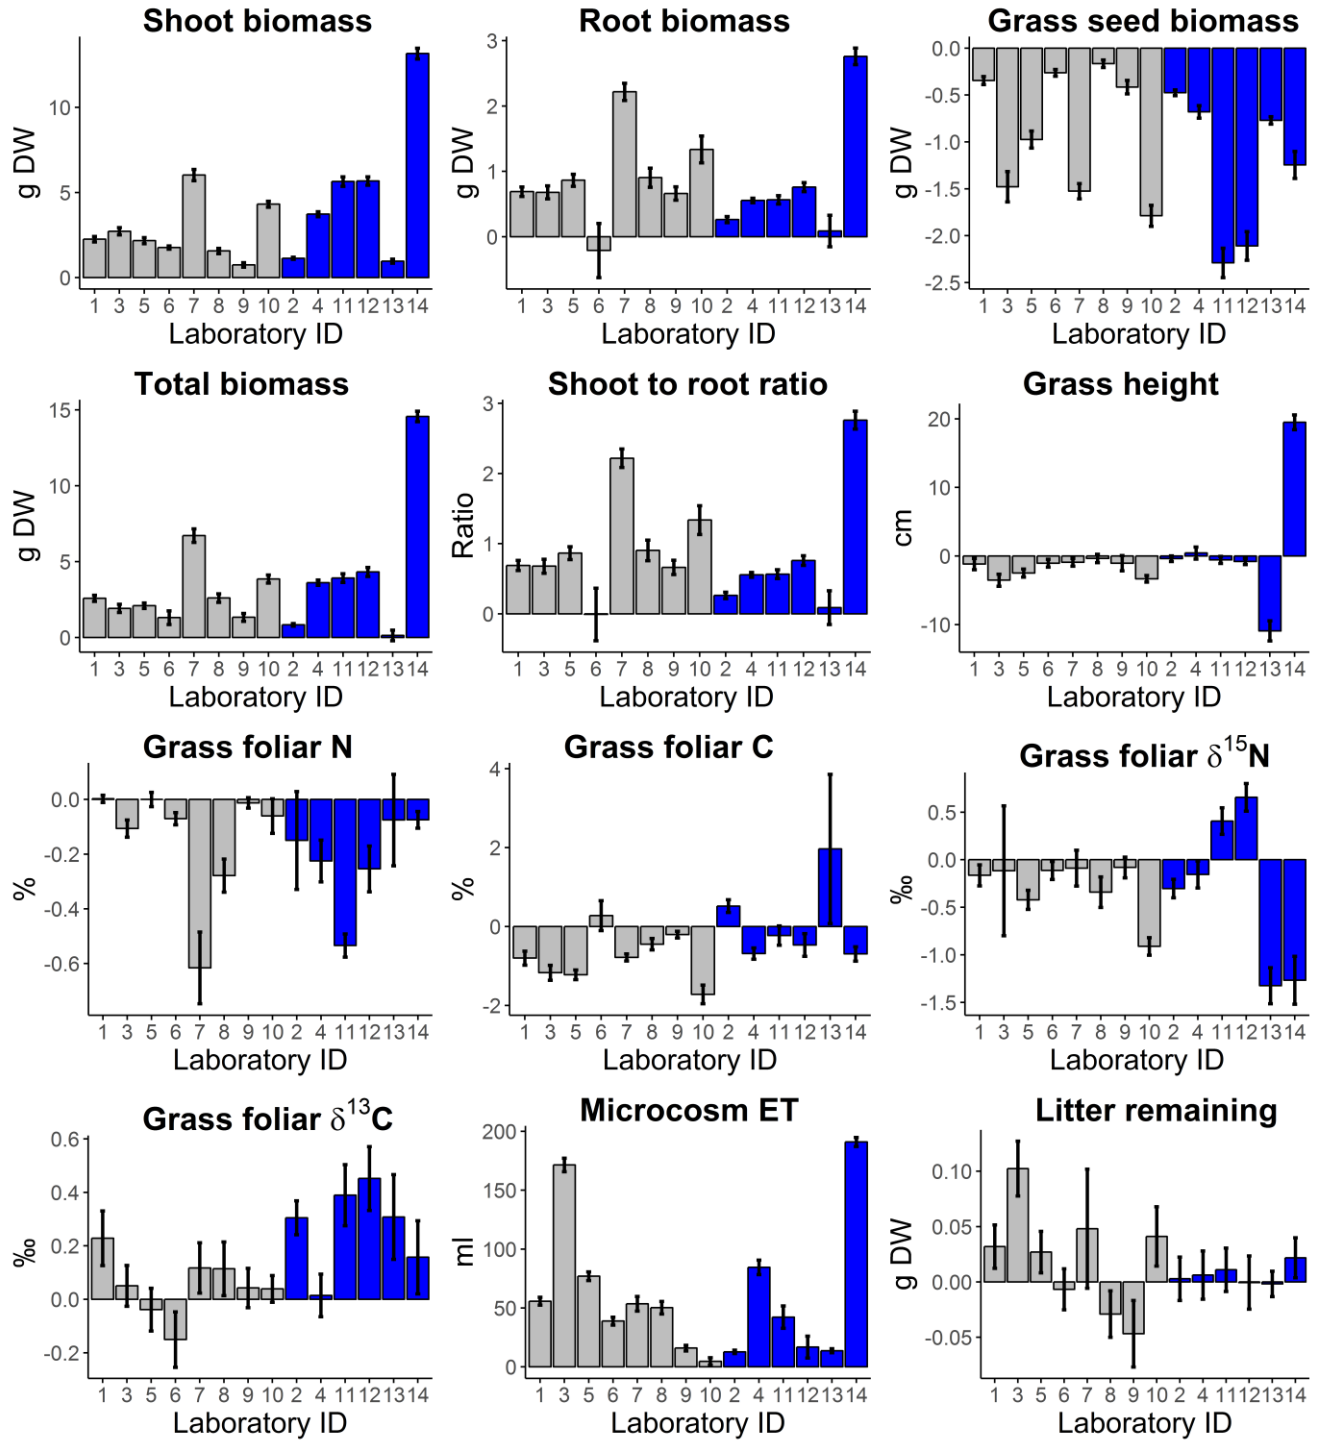 Shoot biomass
g DW
10
5
0
1 3 5 6 7 8 9 10 2 4 11 12 13 14
Laboratory ID
Root biomass
g DW
3
2
1
0
1 3 5 6 7 8 9 10 2 4 11 12 13 14
Laboratory ID
Grass seed biomass
g DW
0.0
-0.5
-1.0
-1.5
-2.0
-2.5
1 3 5 6 7 8 9 10 2 4 11 12 13 14
Laboratory ID
Total biomass
g DW
15
10
5
0
1 3 5 6 7 8 9 10 2 4 11 12 13 14
Laboratory ID
Shoot to root ratio
Ratio
3
2
1
0
1 3 5 6 7 8 9 10 2 4 11 12 13 14
Laboratory ID
Grass height
cm
20
10
0
-10
1 3 5 6 7 8 9 10 2 4 11 12 13 14
Laboratory ID
Grass foliar N
%
0.0
-0.2
-0.4
-0.6
1 3 5 6 7 8 9 10 2 4 11 12 13 14
Laboratory ID
Grass foliar C
%
4
2
0
-2
1 3 5 6 7 8 9 10 2 4 11 12 13 14
Laboratory ID
Grass foliar δ¹⁵N
‰
0.5
0.0
-0.5
-1.0
-1.5
1 3 5 6 7 8 9 10 2 4 11 12 13 14
Laboratory ID
Grass foliar δ¹³C
‰
0.6
0.4
0.2
0.0
-0.2
1 3 5 6 7 8 9 10 2 4 11 12 13 14
Laboratory ID
Microcosm ET
ml
200
150
100
50
0
1 3 5 6 7 8 9 10 2 4 11 12 13 14
Laboratory ID
Litter remaining
g DW
0.10
0.05
0.00
-0.05
1 3 5 6 7 8 9 10 2 4 11 12 13 14
Laboratory ID